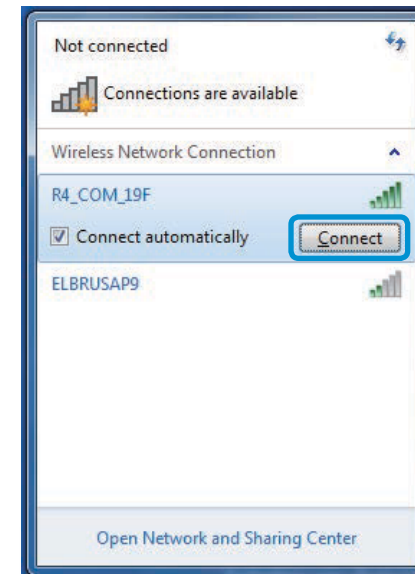 Not connected
Connections are available
Wireless Network Connection
R4_COM_19F
Connect automatically
Connect
ELBRUSAP9
Open Network and Sharing Center